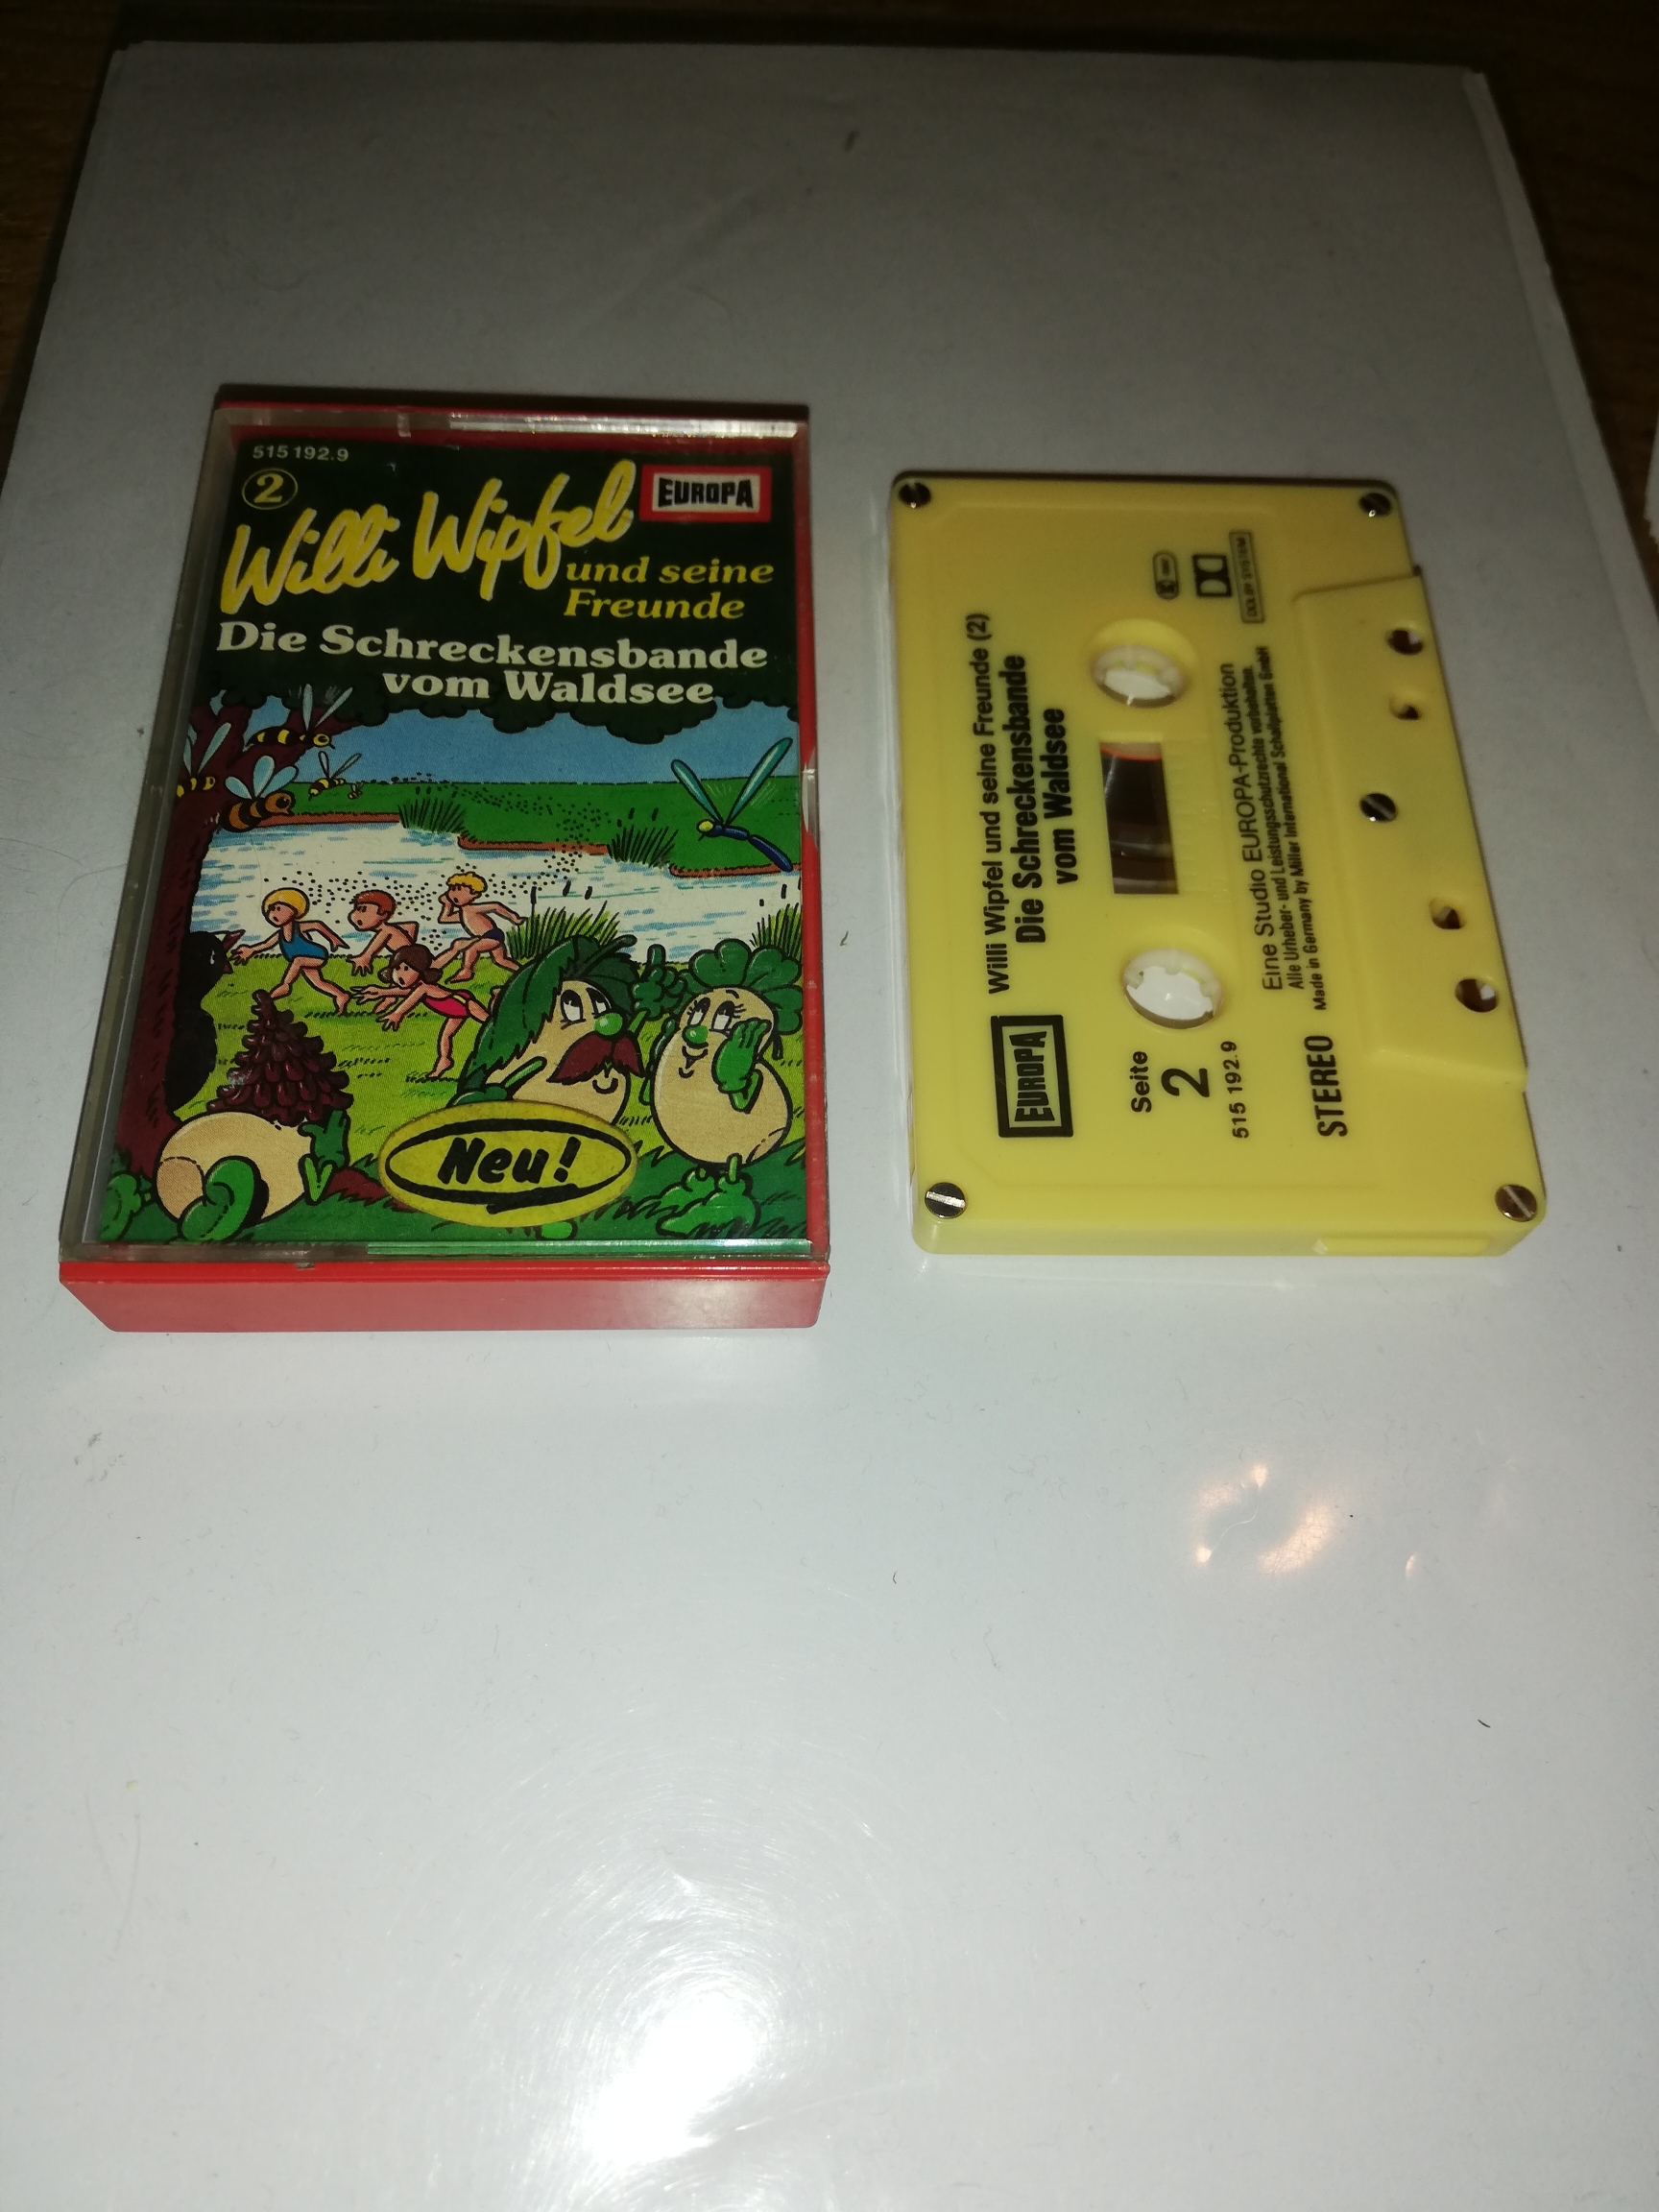 515 192.9
2
EUROPA
Willi Wipfel
und seine
Freunde
Die Schreckensbande
vom Waldsee
Neu!
Willi Wipfel und seine Freunde (2)
Die Schreckensbande
vom Waldsee
EUROPA
Seite
2
515 192.9
DOLBY SYSTEM
Eine Studio EUROPA-Produktion
Alle Urheber- und Leistungsschutzrechte vorbehalten.
Made in Germany by Miller International Schallplatten GmbH
STEREO